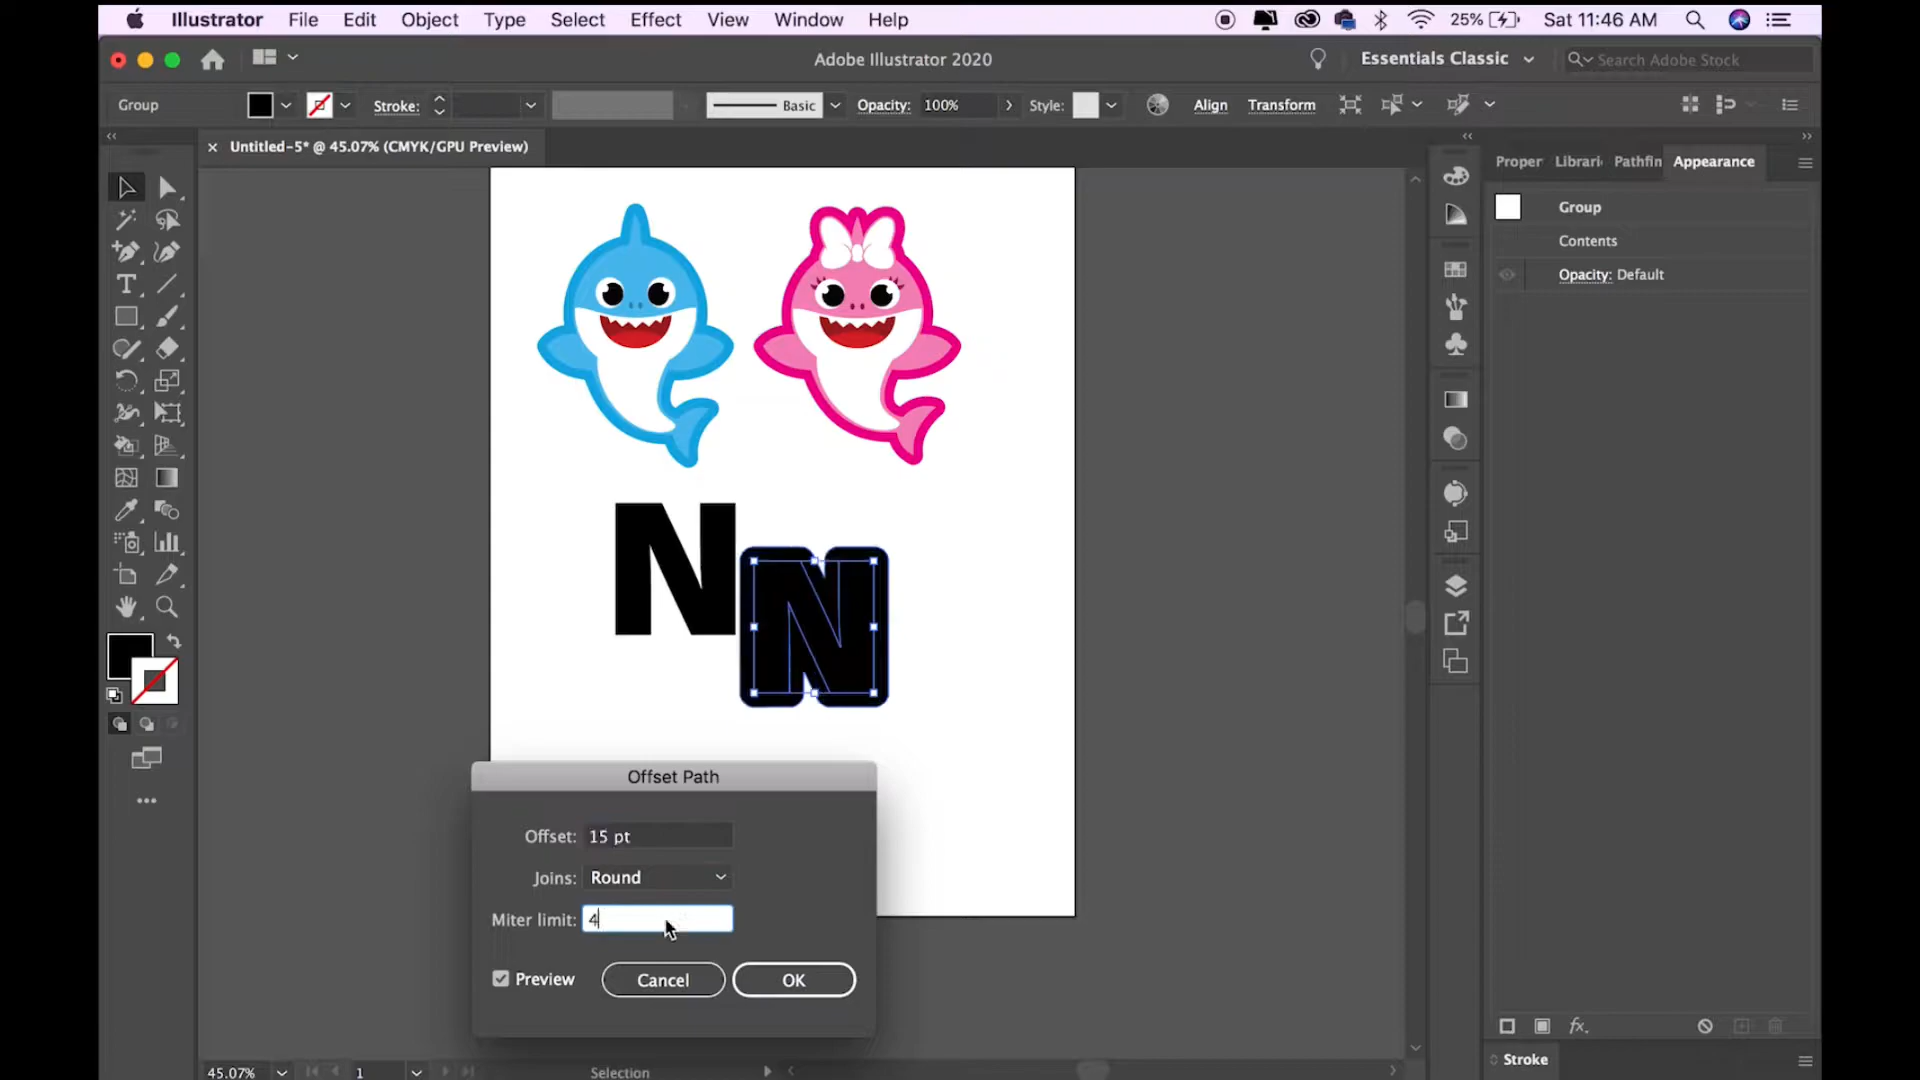 Illustrator File Edit Object Type Select Effect View Window Help 25% Sat 11:46 AM
Adobe Illustrator 2020 Essentials Classic Search Adobe Stock
Group Stroke: Basic Opacity: 100% Style: Align Transform
Untitled-5* @ 45.07% (CMYK/GPU Preview)
Proper Librari Pathfin Appearance
Group
Contents
Opacity: Default
N
N
Offset Path
Offset: 15 pt
Joins: Round
Miter limit: 4
Preview Cancel OK
fx.
Stroke
45.07% 1 Selection